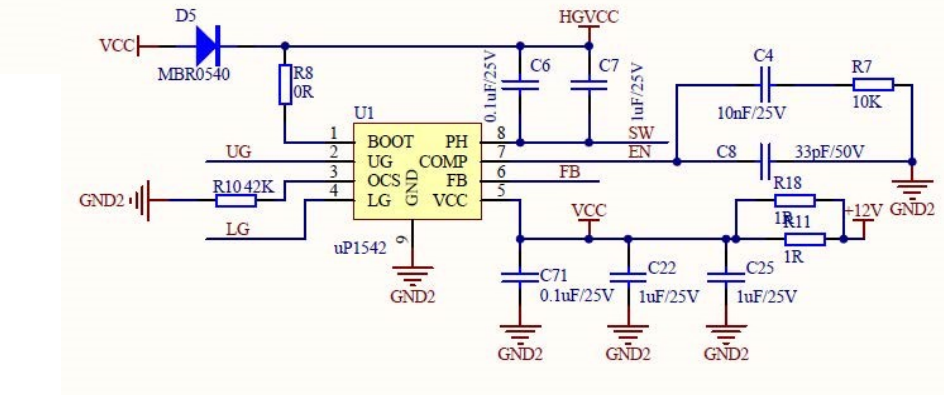 D5
HGVCC
VCC
MBR0540
R8
0R
0.1uF/25V
C6
C7
1uF/25V
C4
R7
10nF/25V
10K
U1
1
BOOT
PH
8
SW
2
UG
UG
COMP
7
EN
C8
33pF/50V
3
OCS
FB
6
FB
GND2
R10 42K
4
LG
VCC
5
GND
LG
9
uP1542
GND2
VCC
R18
1R
R11
1R
+12V
GND2
C71
0.1uF/25V
C22
1uF/25V
C25
1uF/25V
GND2
GND2
GND2